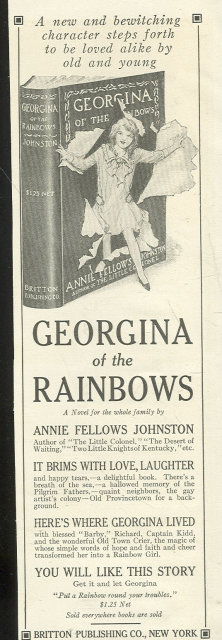 A new and bewitching
character steps forth
to be loved alike by
old and young
GEORGINA
OF THE
RAINBOWS
JOHNSTON
$1.25 NET
BRITTON
PUBLISHING CO.
GEORGINA
OF THE
BOWS
ANNIE FELLOWS JOHNSTON
AUTHOR OF THE LITTLE COLONEL
GEORGINA
of the
RAINBOWS
A Novel for the whole family by
ANNIE FELLOWS JOHNSTON
Author of "The Little Colonel," "The Desert of
Waiting," "Two Little Knights of Kentucky," etc.
IT BRIMS WITH LOVE, LAUGHTER
and happy tears,—a delightful book. There's a
breath of the sea,—a hallowed memory of the
Pilgrim Fathers,—quaint neighbors, the gay
artist's colony—Old Provincetown for a back-
ground.
HERE'S WHERE GEORGINA LIVED
with blessed "Barby," Richard, Captain Kidd,
and the wonderful Old Town Crier, the magic of
whose simple words of hope and faith and cheer
transformed her into a Rainbow Girl.
YOU WILL LIKE THIS STORY
Get it and let Georgina
"Put a Rainbow round your troubles."
$1.25 Net
Sold everywhere books are sold
BRITTON PUBLISHING CO., NEW YORK